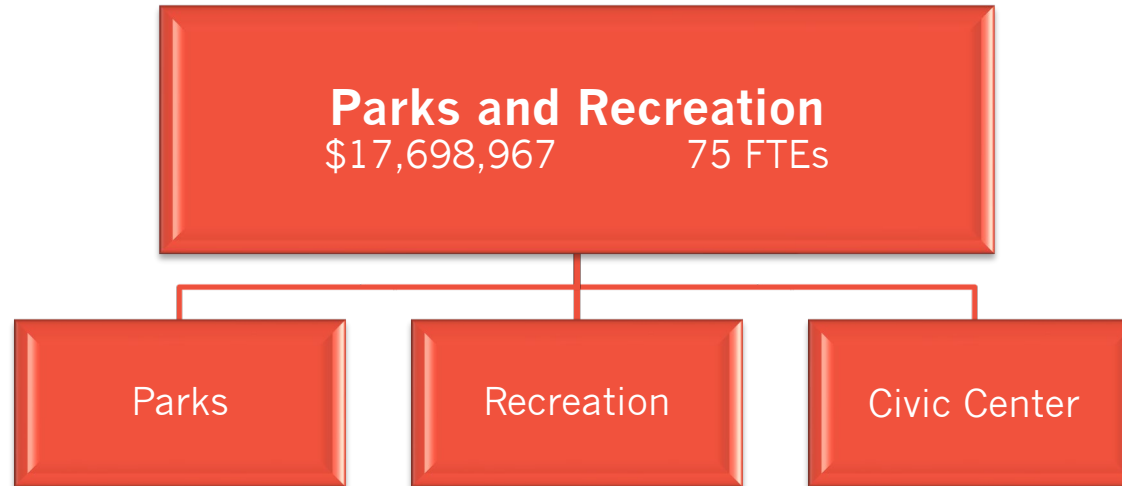 Parks and Recreation
$17,698,967 75 FTEs
Parks
Recreation
Civic Center